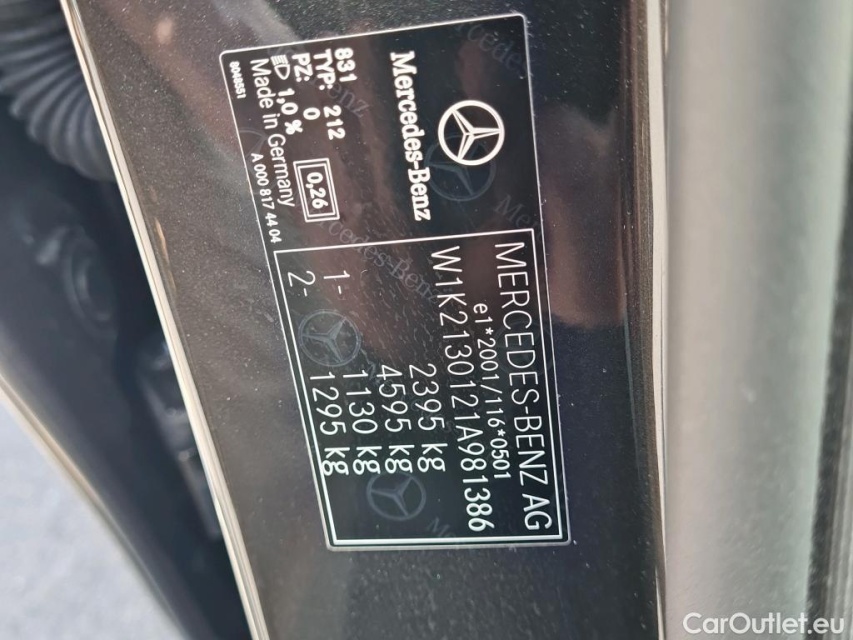 Mercedes-Benz
831
TYP: 212
PZ: 0
1,0 %
0,26
Made in Germany
9046551
A 000 817 44 04
MERCEDES-BENZ AG
e1*2001/116*0501
W1K2130121A981386
2395 kg
4595 kg
1- 1130 kg
2- 1295 kg
CarOutlet.eu